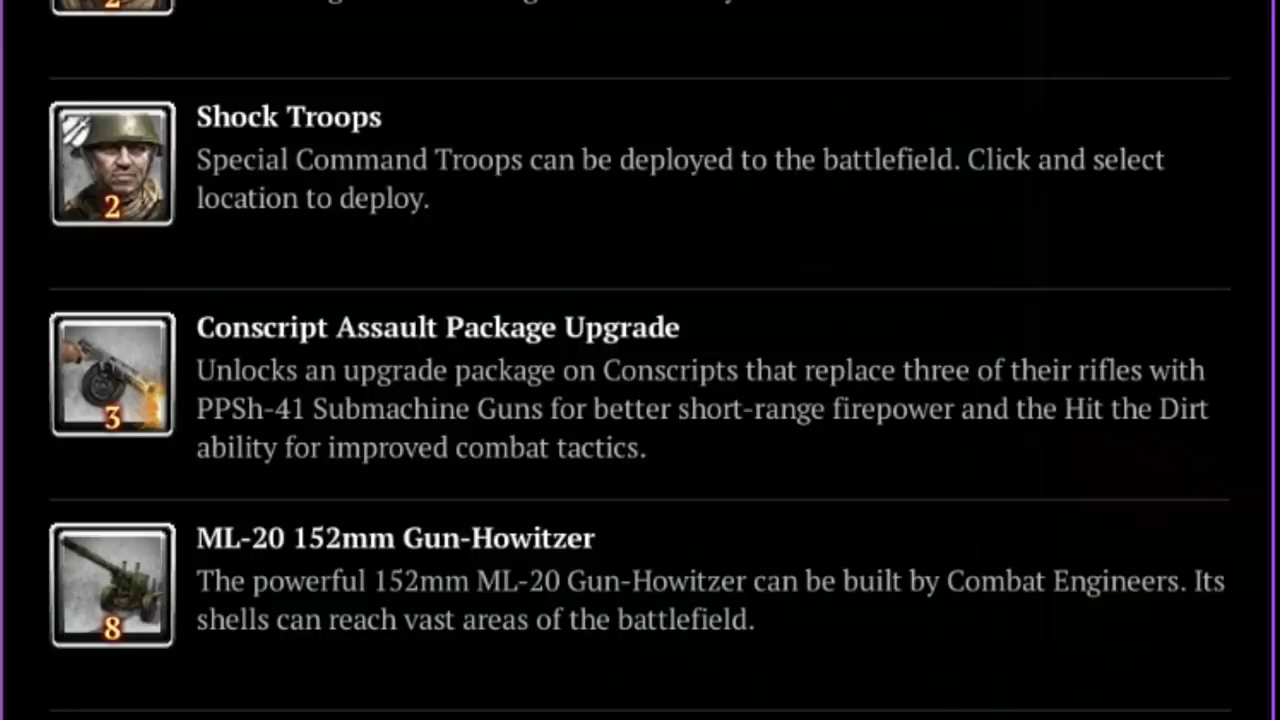 2
Shock Troops
Special Command Troops can be deployed to the battlefield. Click and select
location to deploy.
2
Conscript Assault Package Upgrade
Unlocks an upgrade package on Conscripts that replace three of their rifles with
PPSh-41 Submachine Guns for better short-range firepower and the Hit the Dirt
ability for improved combat tactics.
3
ML-20 152mm Gun-Howitzer
The powerful 152mm ML-20 Gun-Howitzer can be built by Combat Engineers. Its
shells can reach vast areas of the battlefield.
8